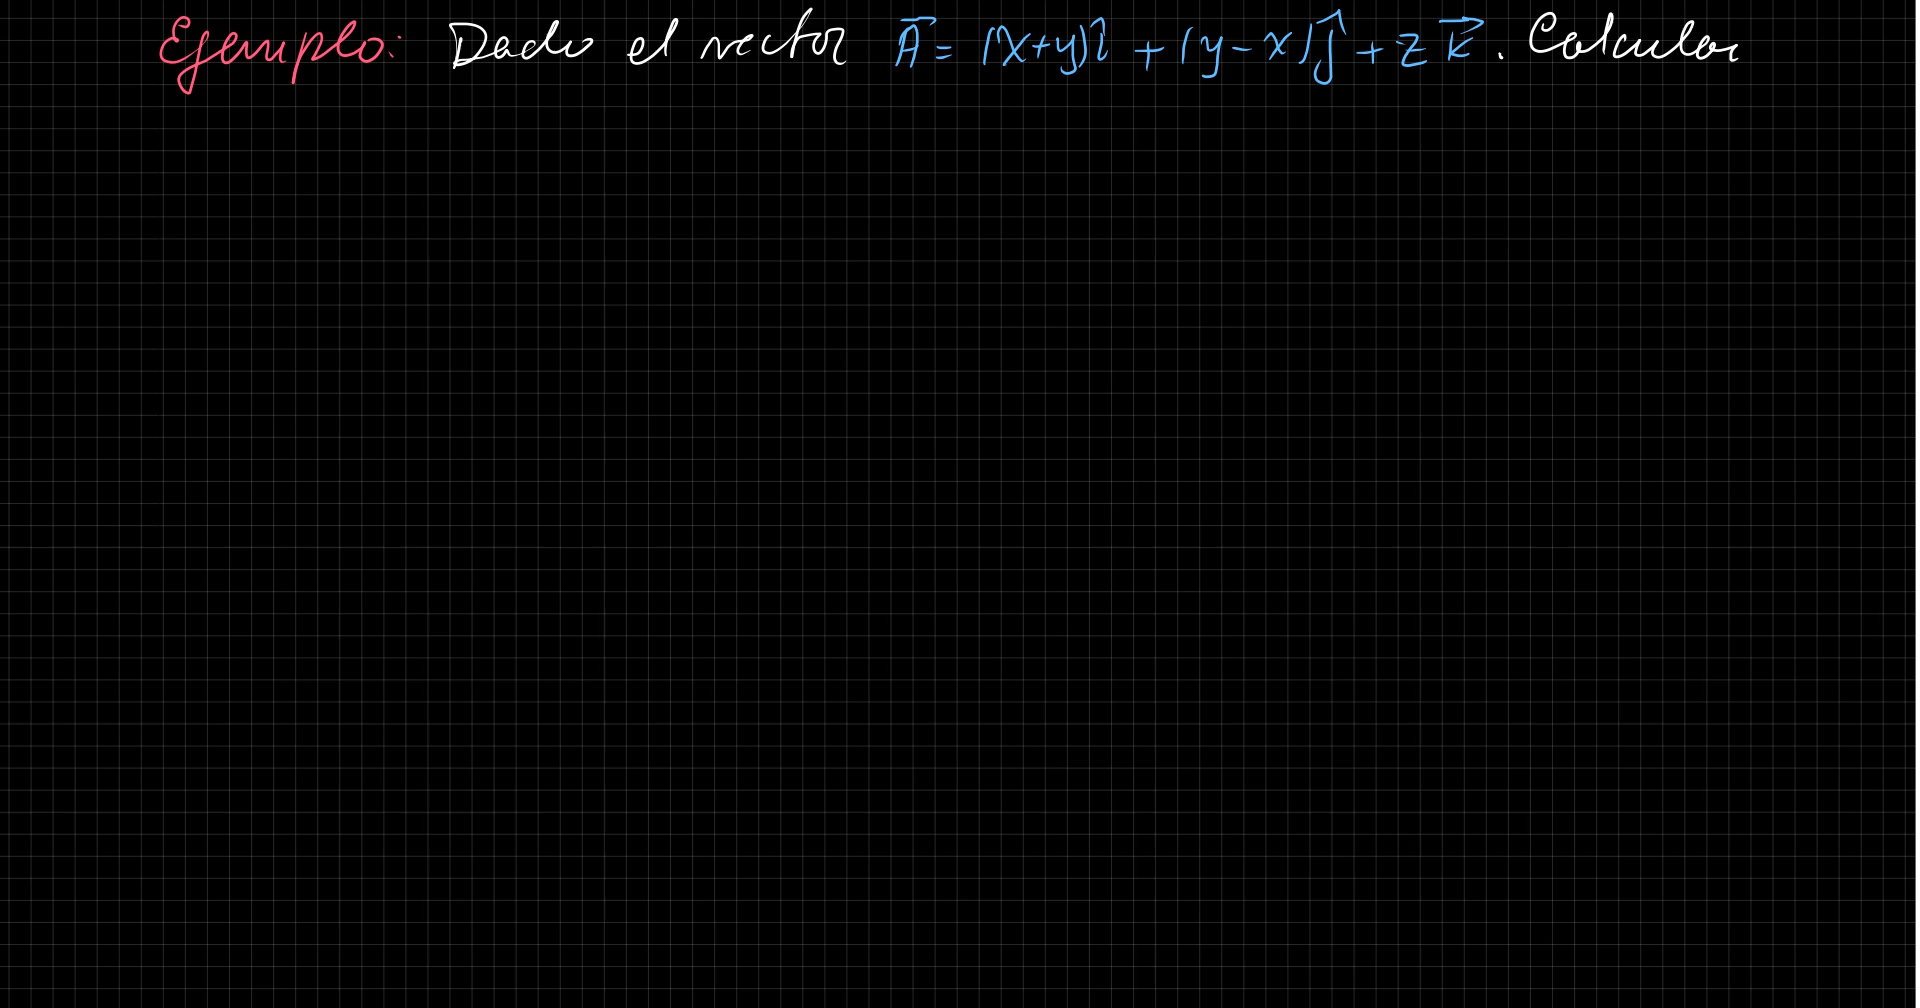 Ejemplo: Dado el vector A⃗ = (x+y)î + (y-x)ĵ + z k⃗. Calcular